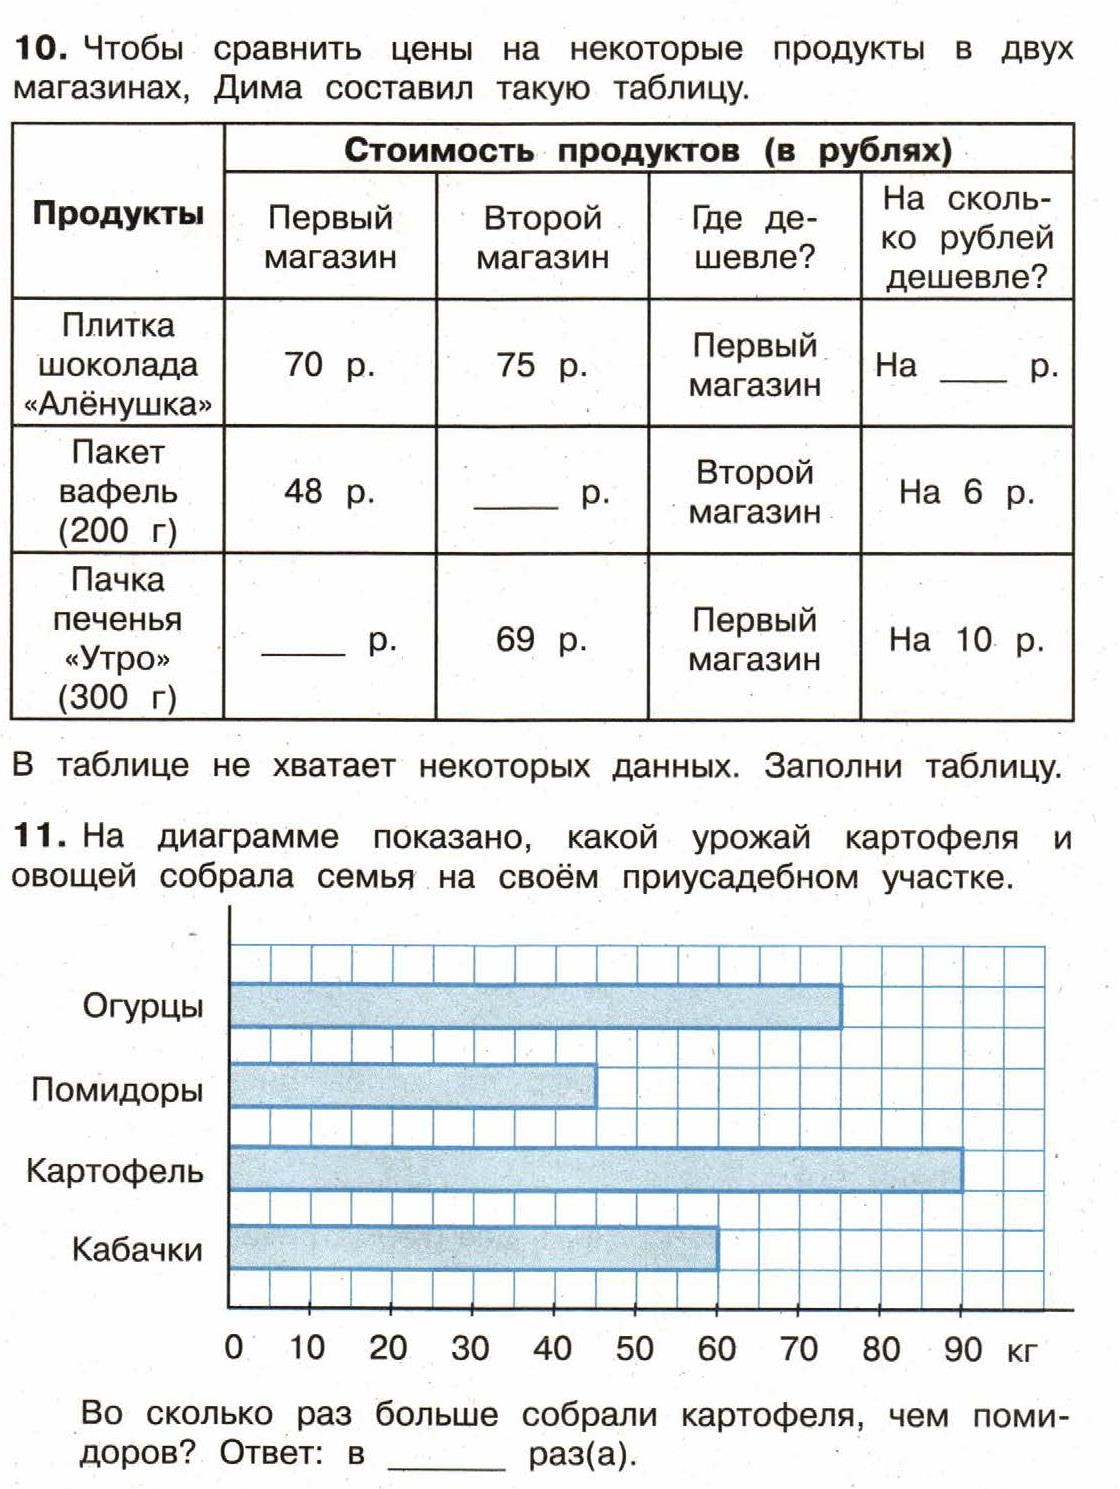 10. Чтобы сравнить цены на некоторые продукты в двух
магазинах, Дима составил такую таблицу.
Продукты
Стоимость продуктов (в рублях)
Первый
магазин
Второй
магазин
Где де-
шевле?
На сколь-
ко рублей
дешевле?
Плитка
шоколада
«Алёнушка»
70 р.
75 р.
Первый
магазин
На ____ р.
Пакет
вафель
(200 г)
48 р.
_____ р.
Второй
магазин
На 6 р.
Пачка
печенья
«Утро»
(300 г)
_____ р.
69 р.
Первый
магазин
На 10 р.
В таблице не хватает некоторых данных. Заполни таблицу.
11. На диаграмме показано, какой урожай картофеля и
овощей собрала семья на своём приусадебном участке.
Огурцы
Помидоры
Картофель
Кабачки
0 10 20 30 40 50 60 70 80 90 кг
Во сколько раз больше собрали картофеля, чем поми-
доров? Ответ: в _______ раз(а).